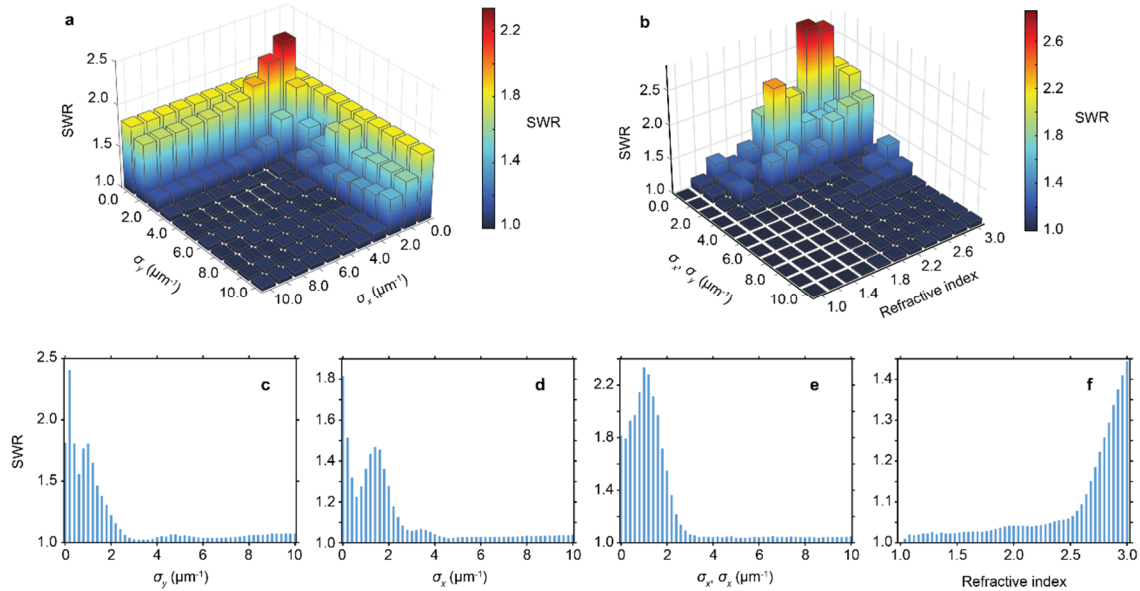 a
SWR
2.5
2.0
1.5
1.0
0.0
2.0
4.0
6.0
8.0
10.0
σy (µm-1)
10.0
8.0
6.0
4.0
2.0
0.0
σx (µm-1)
SWR
2.2
1.8
1.4
1.0
b
SWR
2.5
2.0
1.5
1.0
0.0
2.0
4.0
6.0
8.0
10.0
σx, σy (µm-1)
1.0
1.4
1.8
2.2
2.6
3.0
Refractive index
SWR
2.6
2.2
1.8
1.4
1.0
c
SWR
2.5
2.0
1.5
1.0
0 2 4 6 8 10
σy (µm-1)
d
1.8
1.6
1.4
1.2
1.0
0 2 4 6 8 10
σx (µm-1)
e
2.2
1.8
1.4
1.0
0 2 4 6 8 10
σx, σx (µm-1)
f
1.4
1.3
1.2
1.1
1.0
1.0 1.5 2.0 2.5 3.0
Refractive index